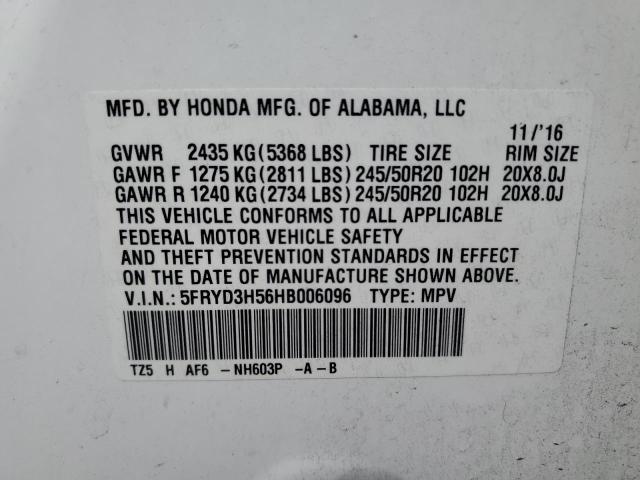 MFD. BY HONDA MFG. OF ALABAMA, LLC
11/'16
GVWR 2435 KG(5368 LBS) TIRE SIZE RIM SIZE
GAWR F 1275 KG(2811 LBS) 245/50R20 102H 20X8.0J
GAWR R 1240 KG(2734 LBS) 245/50R20 102H 20X8.0J
THIS VEHICLE CONFORMS TO ALL APPLICABLE
FEDERAL MOTOR VEHICLE SAFETY
AND THEFT PREVENTION STANDARDS IN EFFECT
ON THE DATE OF MANUFACTURE SHOWN ABOVE.
V.I.N.: 5FRYD3H56HB006096 TYPE: MPV
TZ5 H AF6 -NH603P -A-B